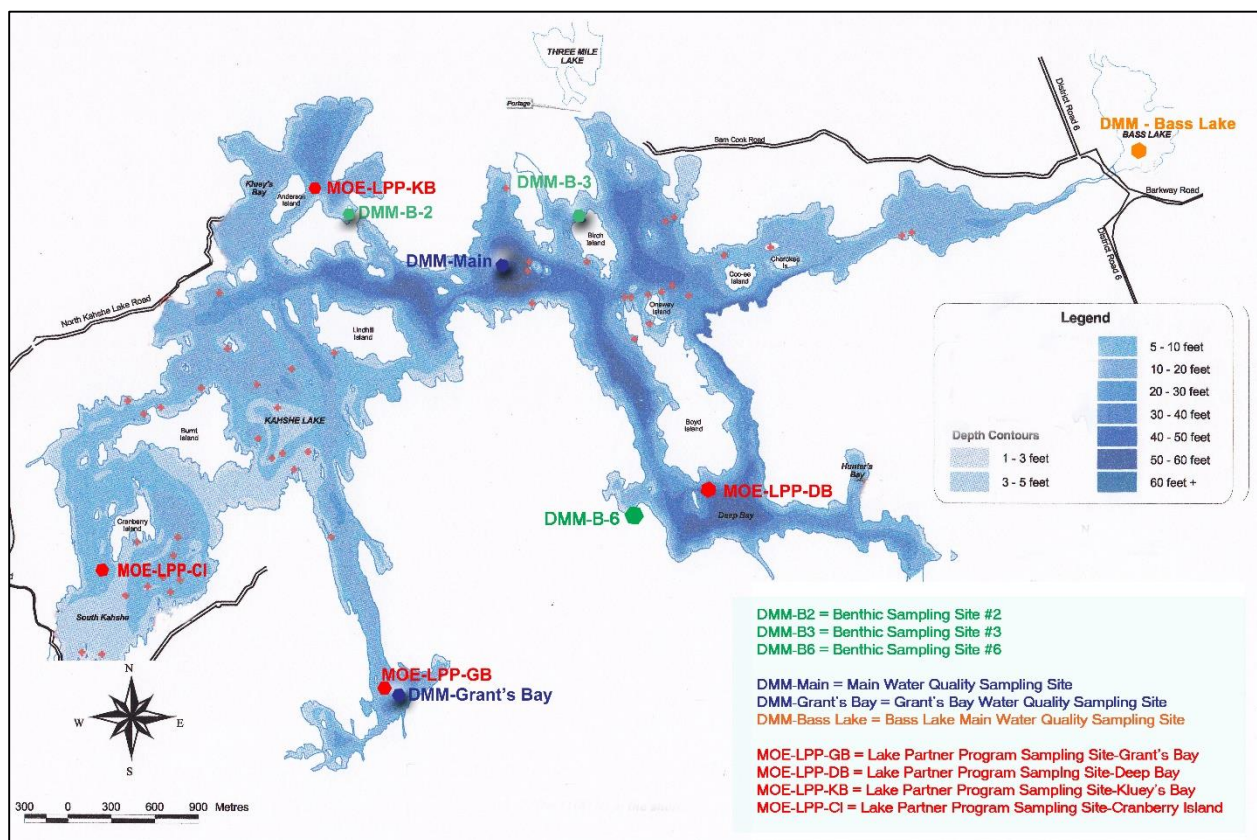 THREE MILE
LAKE
Portage
Barn Cook Road
District Road 6
DMM - Bass Lake
BASS LAKE
Barkway Road
District Road 6
Kluey's
Bay
Anderson
Island
MOE-LPP-KB
DMM-B-2
DMM-B-3
Birch
Island
DMM-Main
Coo-ee
Island
Cherokee
Is.
Onaway
Island
North Kahshe Lake Road
Lindhill
Island
KAHSHE LAKE
Burnt
Island
Boyd
Island
Hunter's
Bay
MOE-LPP-DB
DMM-B-6
Deep Bay
Cranberry
Island
MOE-LPP-CI
South Kahshe
MOE-LPP-GB
DMM-Grant's Bay
Legend
Depth Contours
1 - 3 feet
3 - 5 feet
5 - 10 feet
10 - 20 feet
20 - 30 feet
30 - 40 feet
40 - 50 feet
50 - 60 feet
60 feet +
N
W
E
S
300 0 300 600 900 Metres
DMM-B2 = Benthic Sampling Site #2
DMM-B3 = Benthic Sampling Site #3
DMM-B6 = Benthic Sampling Site #6
DMM-Main = Main Water Quality Sampling Site
DMM-Grant's Bay = Grant's Bay Water Quality Sampling Site
DMM-Bass Lake = Bass Lake Main Water Quality Sampling Site
MOE-LPP-GB = Lake Partner Program Sampling Site-Grant's Bay
MOE-LPP-DB = Lake Partner Program Samplng Site-Deep Bay
MOE-LPP-KB = Lake Partner Program Sampling Site-Kluey's Bay
MOE-LPP-CI = Lake Partner Program Sampling Site-Cranberry Island